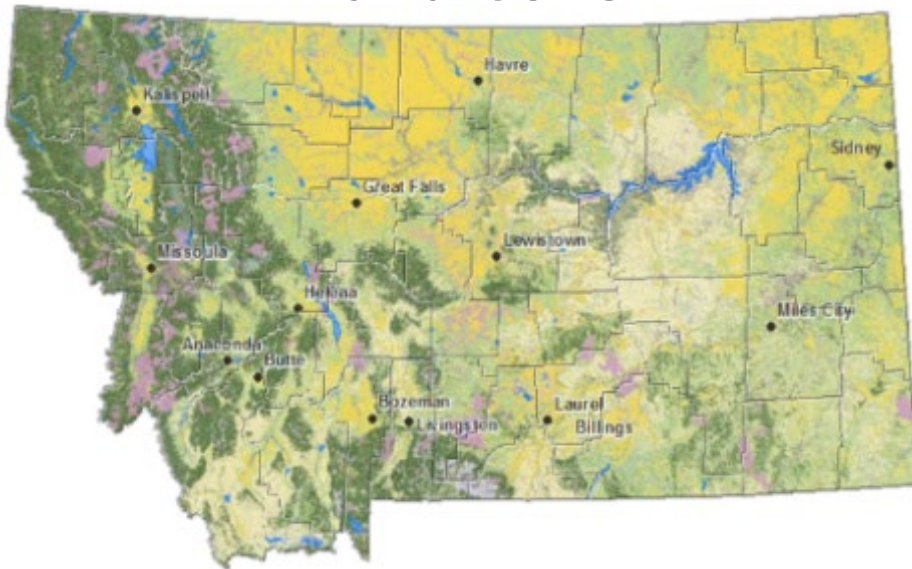 Havre
Kalispell
Sidney
Great Falls
Lewistown
Missoula
Helena
Miles City
Anaconda
Butte
Bozeman
Laurel
Livingston
Billings